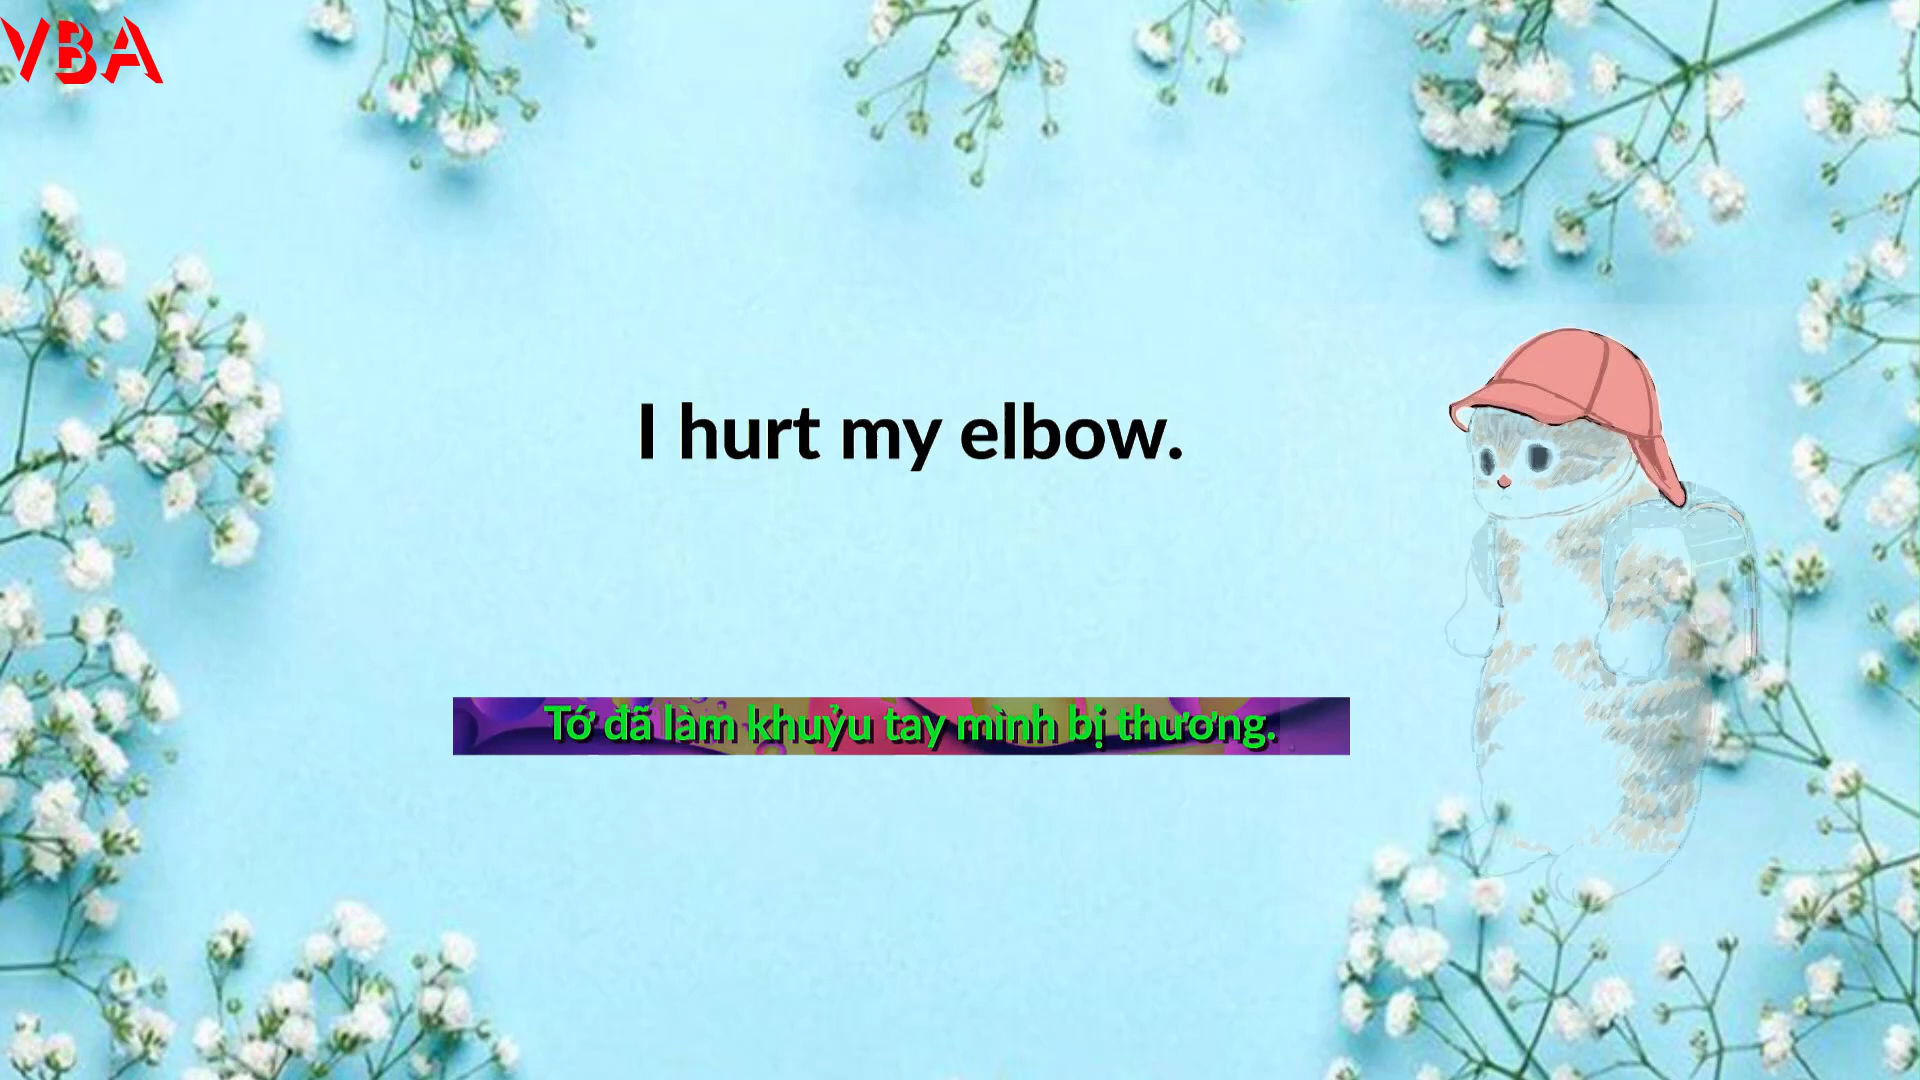 VBA
I hurt my elbow.
Tớ đã làm khuỷu tay mình bị thương.